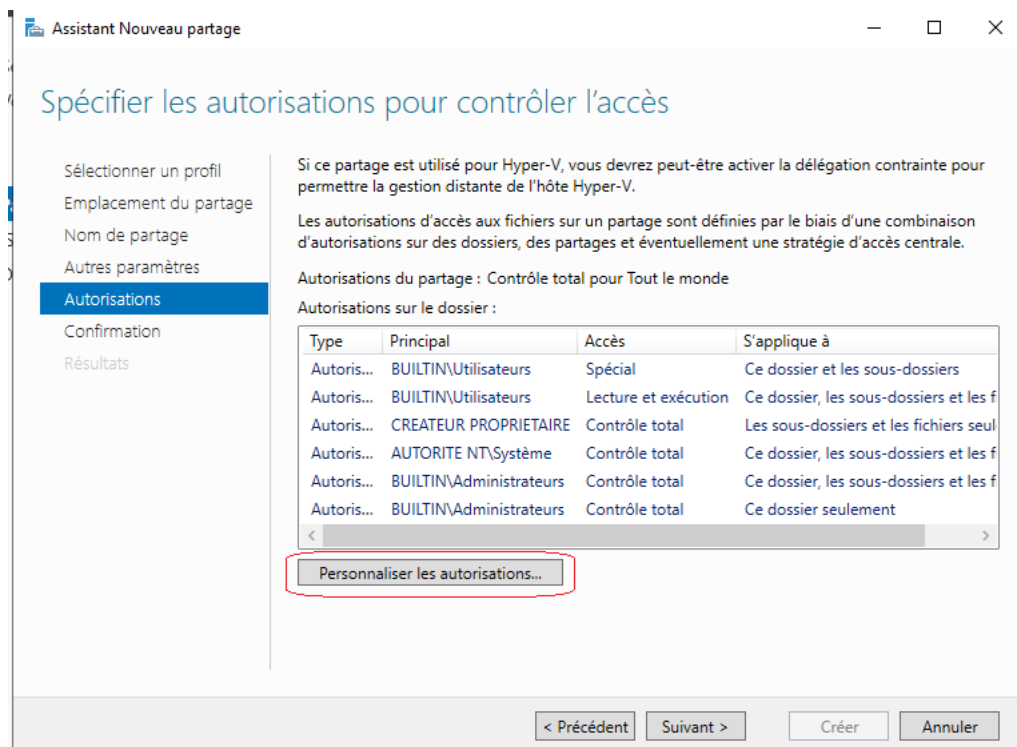 Assistant Nouveau partage
Spécifier les autorisations pour contrôler l'accès
Sélectionner un profil
Emplacement du partage
Nom de partage
Autres paramètres
Autorisations
Confirmation
Résultats
Si ce partage est utilisé pour Hyper-V, vous devrez peut-être activer la délégation contrainte pour
permettre la gestion distante de l'hôte Hyper-V.
Les autorisations d'accès aux fichiers sur un partage sont définies par le biais d'une combinaison
d'autorisations sur des dossiers, des partages et éventuellement une stratégie d'accès centrale.
Autorisations du partage : Contrôle total pour Tout le monde
Autorisations sur le dossier :
Type Principal Accès S'applique à
Autoris... BUILTIN\Utilisateurs Spécial Ce dossier et les sous-dossiers
Autoris... BUILTIN\Utilisateurs Lecture et exécution Ce dossier, les sous-dossiers et les f
Autoris... CREATEUR PROPRIETAIRE Contrôle total Les sous-dossiers et les fichiers seul
Autoris... AUTORITE NT\Système Contrôle total Ce dossier, les sous-dossiers et les f
Autoris... BUILTIN\Administrateurs Contrôle total Ce dossier, les sous-dossiers et les f
Autoris... BUILTIN\Administrateurs Contrôle total Ce dossier seulement
Personnaliser les autorisations...
< Précédent Suivant > Créer Annuler